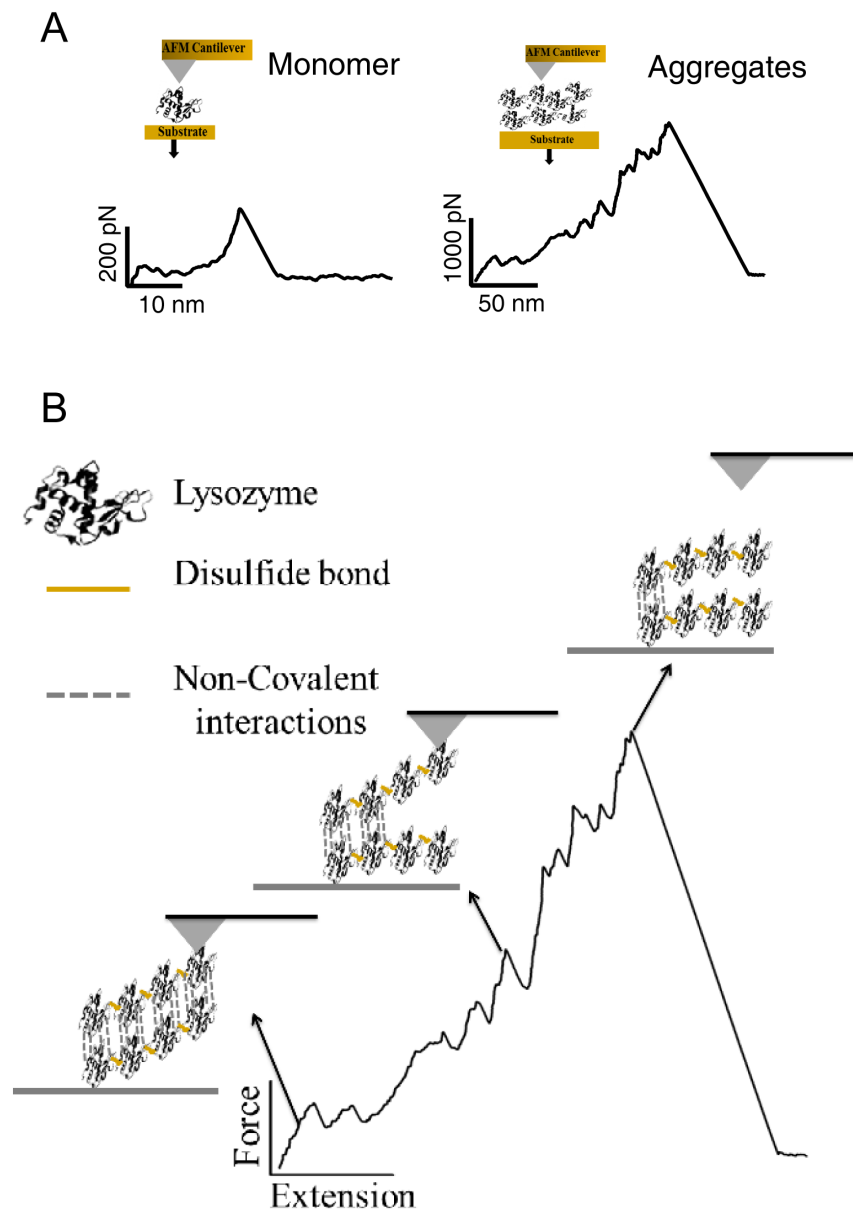 A
AFM Cantilever
Monomer
Substrate
200 pN
10 nm
AFM Cantilever
Aggregates
Substrate
1000 pN
50 nm
B
Lysozyme
Disulfide bond
Non-Covalent
interactions
Force
Extension